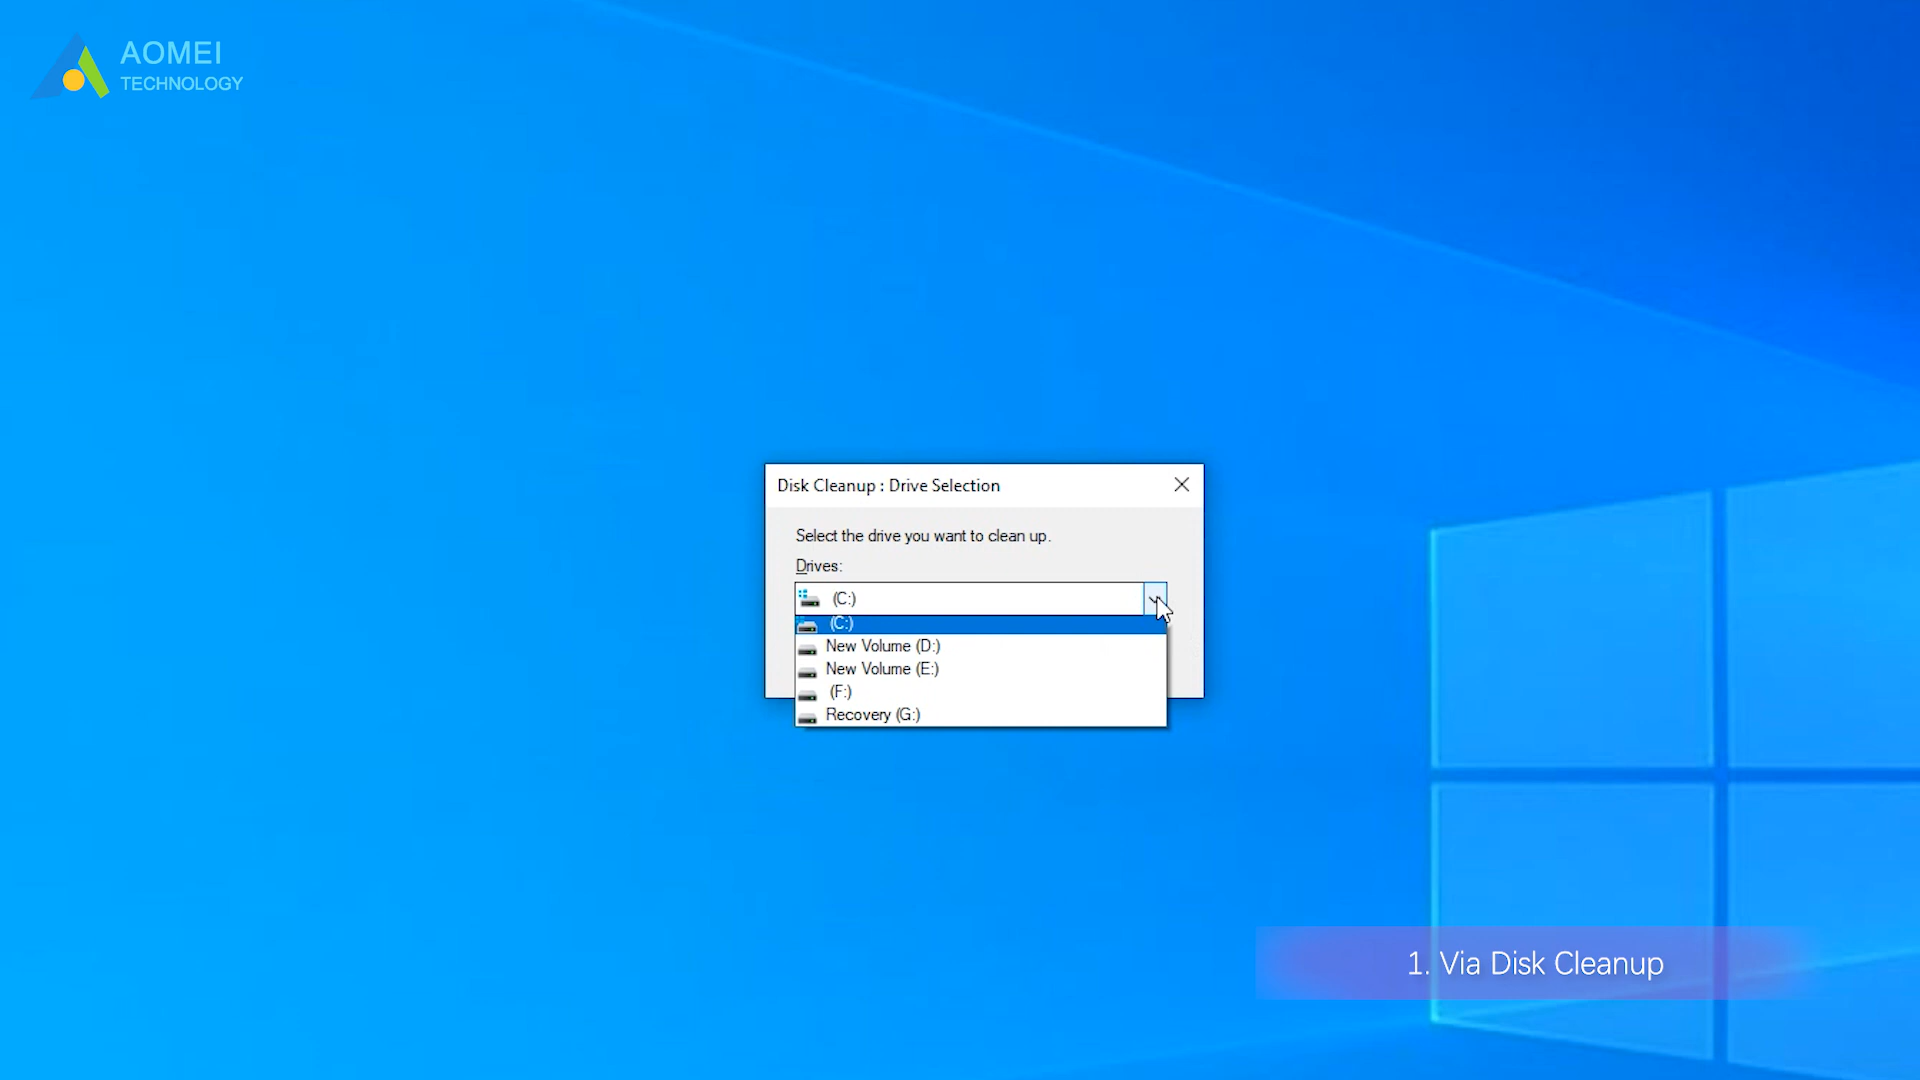 AOMEI
TECHNOLOGY
Disk Cleanup : Drive Selection
Select the drive you want to clean up.
Drives:
(C:)
(C:)
New Volume (D:)
New Volume (E:)
(F:)
Recovery (G:)
1. Via Disk Cleanup